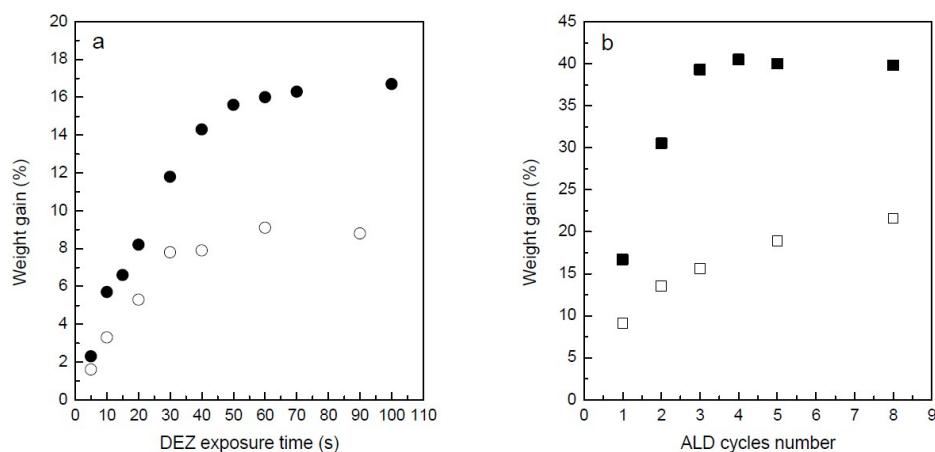 a
20
18
16
14
12
10
8
6
4
2
0
Weight gain (%)
0 10 20 30 40 50 60 70 80 90 100 110
DEZ exposure time (s)
b
45
40
35
30
25
20
15
10
5
0
Weight gain (%)
0 1 2 3 4 5 6 7 8 9
ALD cycles number